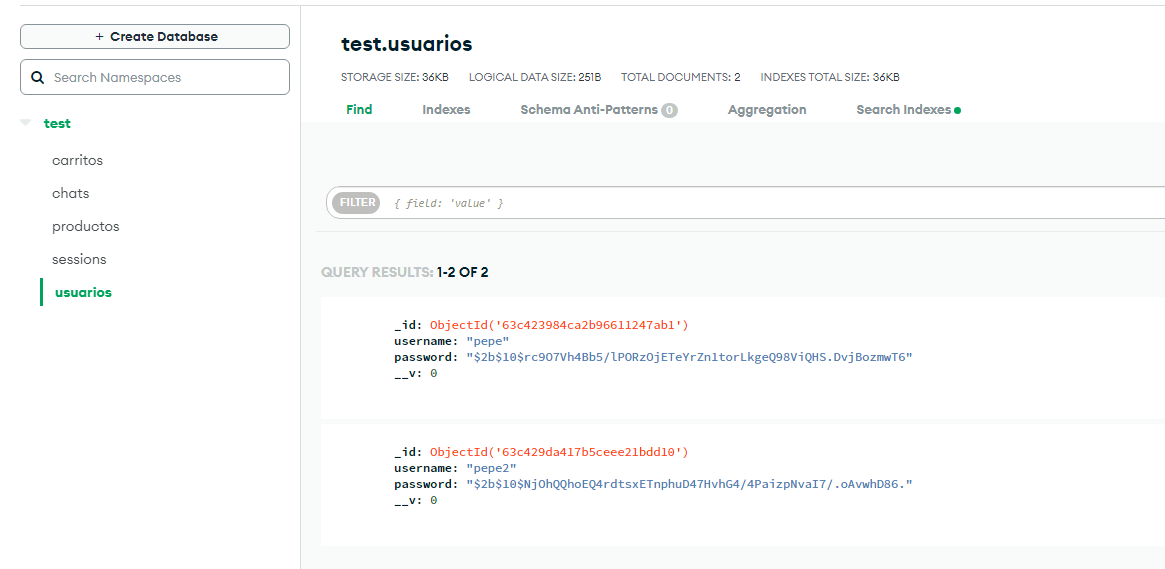 + Create Database
Search Namespaces
test
carritos
chats
productos
sessions
usuarios
test.usuarios
STORAGE SIZE: 36KB LOGICAL DATA SIZE: 251B TOTAL DOCUMENTS: 2 INDEXES TOTAL SIZE: 36KB
Find Indexes Schema Anti-Patterns 0 Aggregation Search Indexes
FILTER { field: 'value' }
QUERY RESULTS: 1-2 OF 2
_id: ObjectId('63c423984ca2b96611247ab1')
username: "pepe"
password: "$2b$10$rc9O7Vh4Bb5/lPORzOjETeYrZn1torLkgeQ98ViQHS.DvjBozmwT6"
__v: 0
_id: ObjectId('63c429da417b5ceee21bdd10')
username: "pepe2"
password: "$2b$10$NjOhQQhoEQ4rdtsxETnphuD47HvhG4/4PaizpNvaI7/.oAvwhD86."
__v: 0